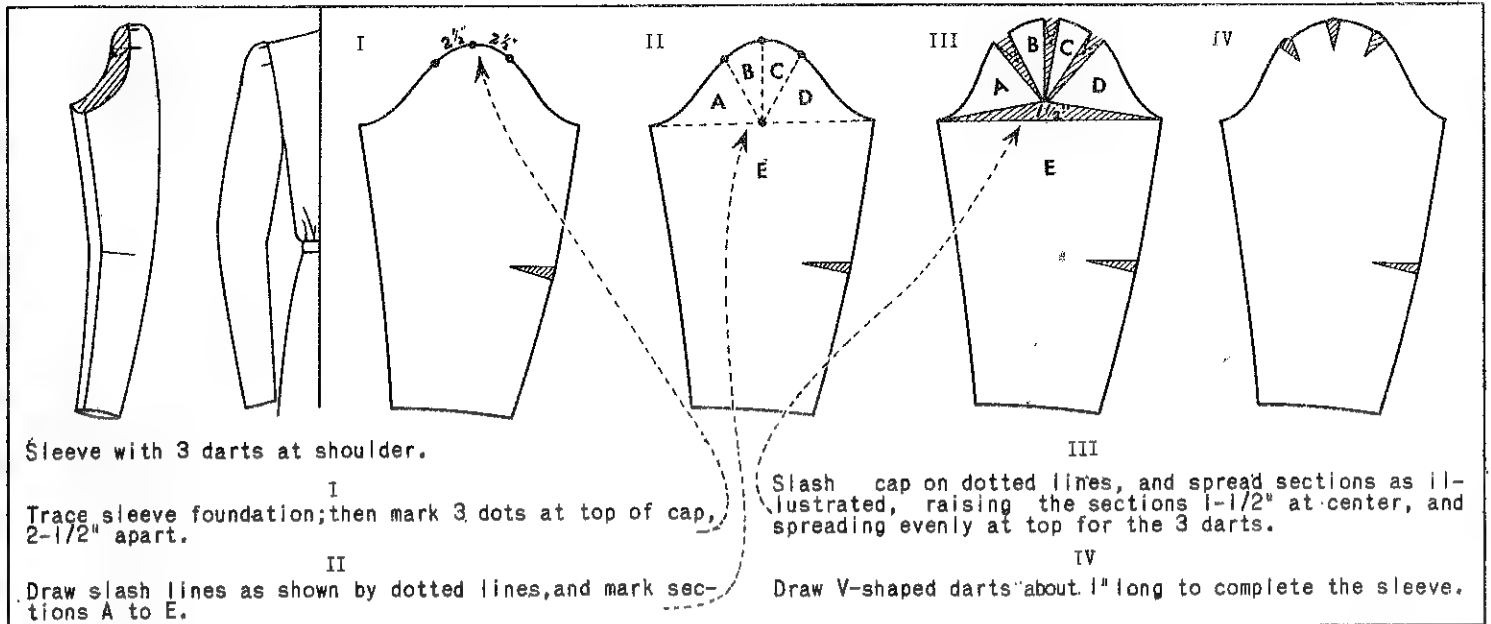 I
II
III
IV
2½"
2½"
A
B
C
D
E
A
B
C
D
1½"
E
Sleeve with 3 darts at shoulder.
I
Trace sleeve foundation;then mark 3 dots at top of cap,
2-1/2" apart.
II
Draw slash lines as shown by dotted lines,and mark sec-
tions A to E.
III
Slash cap on dotted lines, and spread sections as il-
lustrated, raising the sections 1-1/2" at center, and
spreading evenly at top for the 3 darts.
IV
Draw V-shaped darts about 1" long to complete the sleeve.